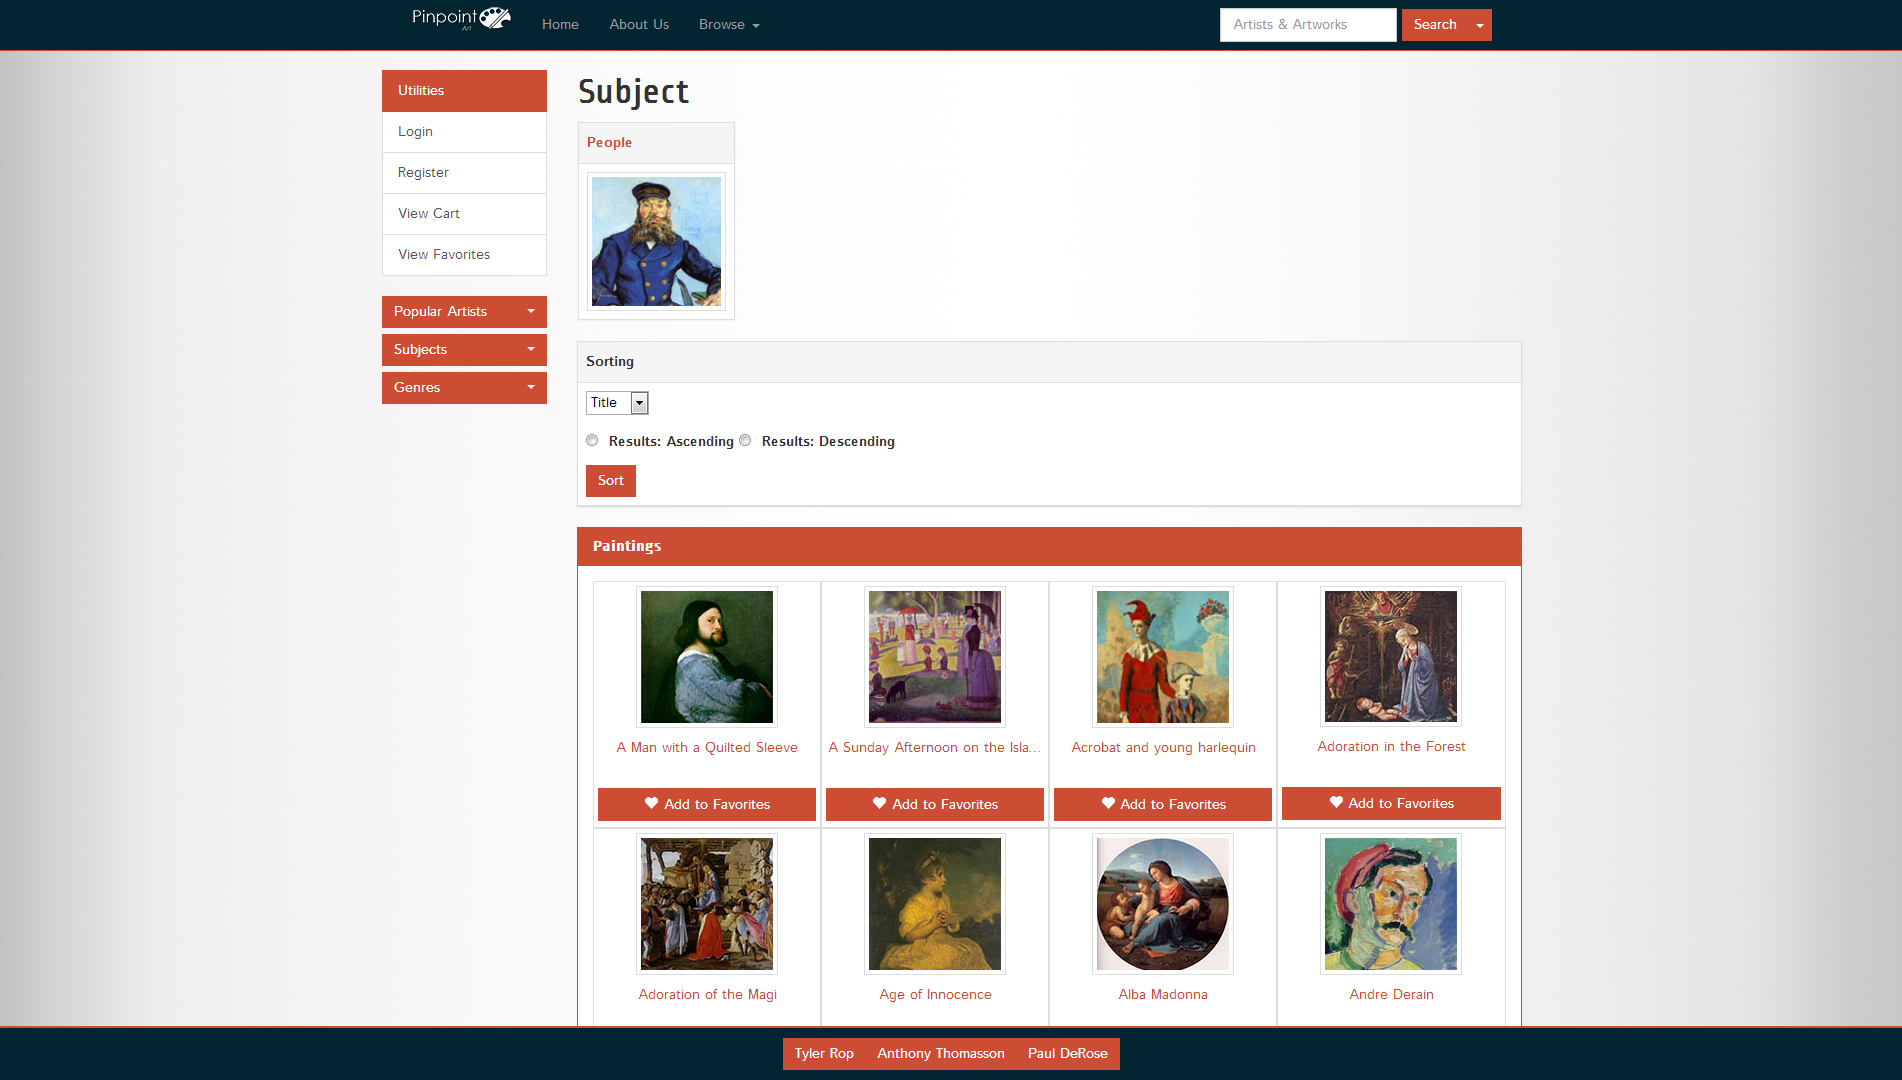 Pinpoint
Art
Home
About Us
Browse
Artists & Artworks
Search
Utilities
Login
Register
View Cart
View Favorites
Popular Artists
Subjects
Genres
Subject
People
Sorting
Title
Results: Ascending
Results: Descending
Sort
Paintings
A Man with a Quilted Sleeve
A Sunday Afternoon on the Isla...
Acrobat and young harlequin
Adoration in the Forest
Add to Favorites
Add to Favorites
Add to Favorites
Add to Favorites
Adoration of the Magi
Age of Innocence
Alba Madonna
Andre Derain
Tyler Rop
Anthony Thomasson
Paul DeRose